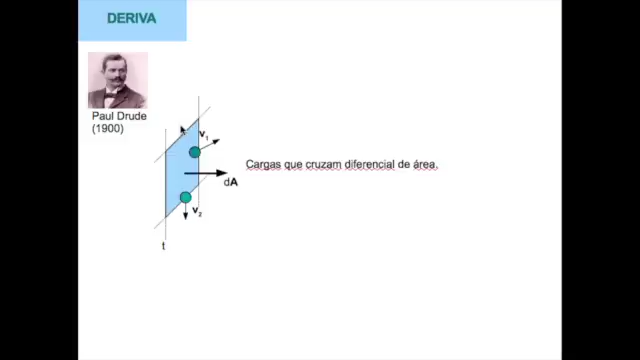 DERIVA
Paul Drude
(1900)
v1
Cargas que cruzam diferencial de área.
dA
v2
t